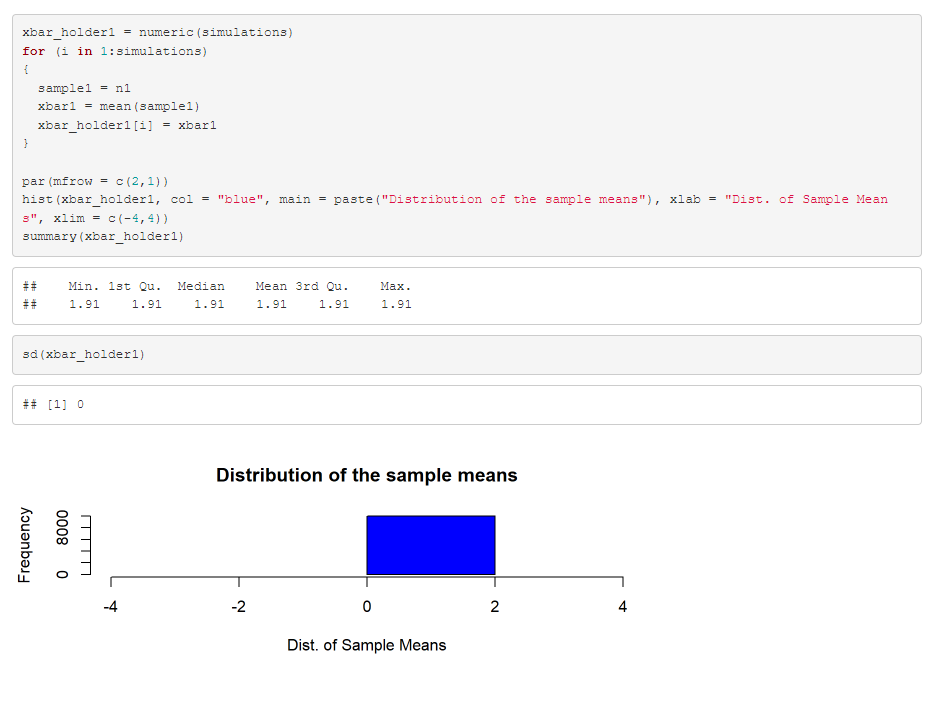 xbar_holder1 = numeric(simulations)
for (i in 1:simulations)
{
  sample1 = n1
  xbar1 = mean(sample1)
  xbar_holder1[i] = xbar1
}
par(mfrow = c(2,1))
hist(xbar_holder1, col = "blue", main = paste("Distribution of the sample means"), xlab = "Dist. of Sample Mean
s", xlim = c(-4,4))
summary(xbar_holder1)
##    Min. 1st Qu.  Median    Mean 3rd Qu.    Max.
##    1.91    1.91    1.91    1.91    1.91    1.91
sd(xbar_holder1)
## [1] 0
Distribution of the sample means
Frequency
8000
0
-4 -2 0 2 4
Dist. of Sample Means